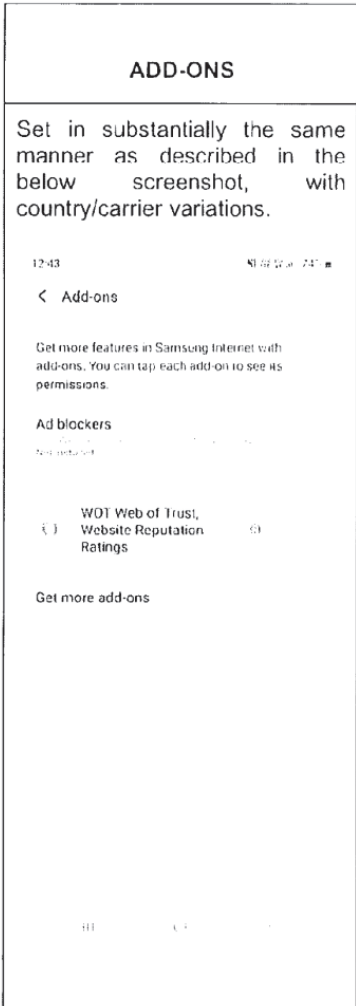 ADD-ONS
Set in substantially the same
manner as described in the
below screenshot, with
country/carrier variations.
12:43
Add-ons
Get more features in Samsung Internet with
add-ons. You can tap each add-on to see its
permissions.
Ad blockers
WOT Web of Trust,
Website Reputation
Ratings
Get more add-ons